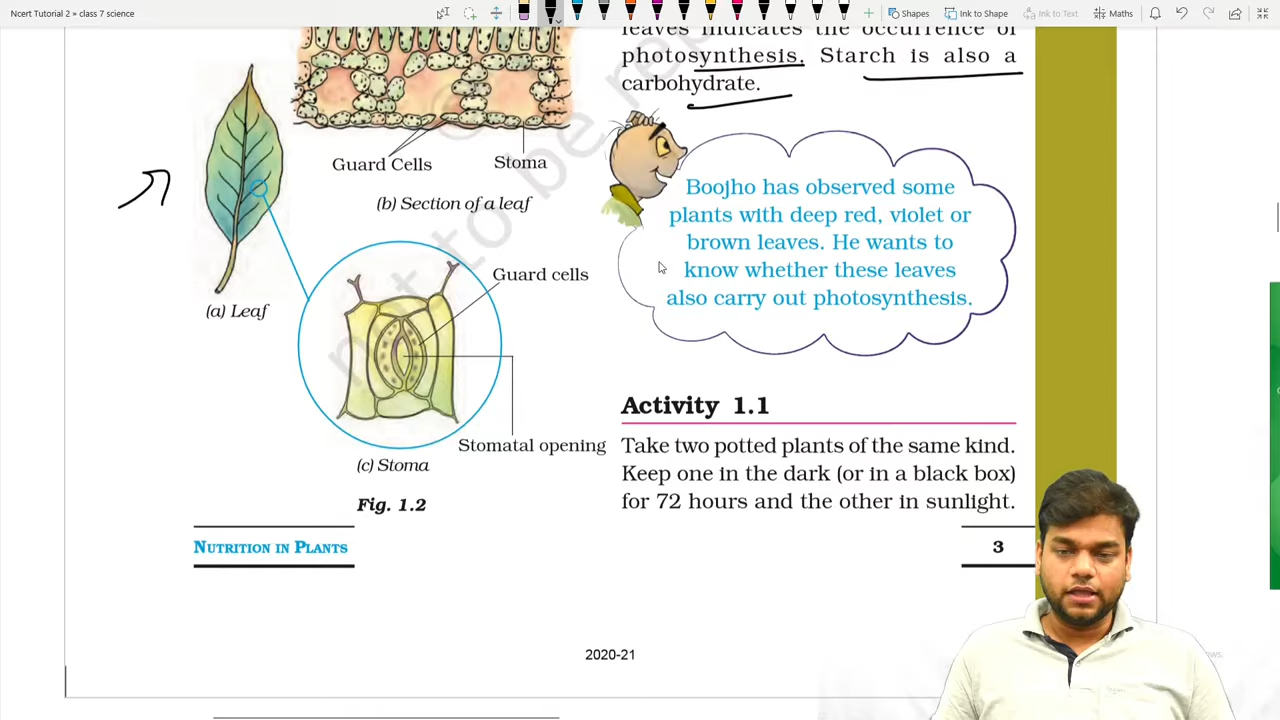 Ncert Tutorial 2 » class 7 science
Shapes
Ink to Shape
Ink to Text
Maths
leaves indicates the occurrence of
photosynthesis. Starch is also a
carbohydrate.
Guard Cells
Stoma
(b) Section of a leaf
Boojho has observed some
plants with deep red, violet or
brown leaves. He wants to
know whether these leaves
also carry out photosynthesis.
Guard cells
(a) Leaf
Stomatal opening
(c) Stoma
Fig. 1.2
Activity 1.1
Take two potted plants of the same kind.
Keep one in the dark (or in a black box)
for 72 hours and the other in sunlight.
Nutrition in Plants
3
2020-21
not to be rep